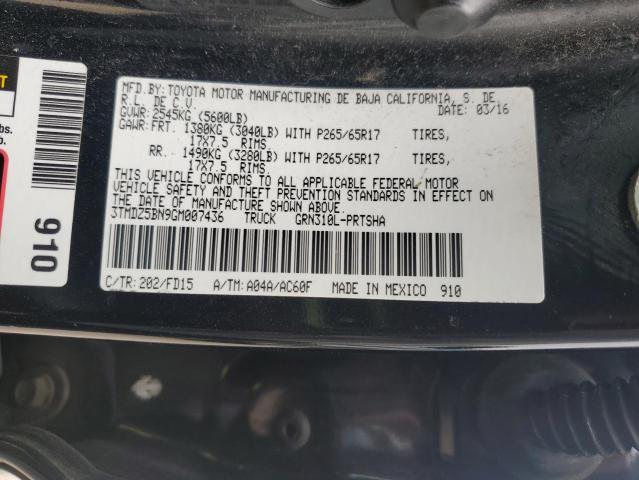 MFD.BY:TOYOTA MOTOR MANUFACTURING DE BAJA CALIFORNIA, S. DE
R.L. DE C.V. DATE: 03/16
GVWR:2545KG (5600LB)
GAWR:FRT. 1380KG (3040LB) WITH P265/65R17 TIRES,
17X7.5 RIMS.
RR. 1490KG (3280LB) WITH P265/65R17 TIRES,
17X7.5 RIMS.
THIS VEHICLE CONFORMS TO ALL APPLICABLE FEDERAL MOTOR
VEHICLE SAFETY AND THEFT PREVENTION STANDARDS IN EFFECT ON
THE DATE OF MANUFACTURE SHOWN ABOVE.
3TMDZ5BN9GM007436 TRUCK GRN310L-PRTSHA
C/TR:202/FD15 A/TM:A04A/AC60F MADE IN MEXICO 910
lbs.
910